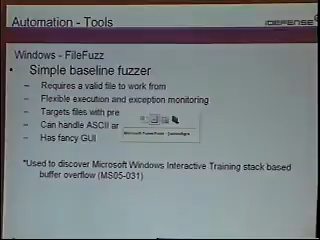 Automation - Tools
iDEFENSE
Windows - FileFuzz
• Simple baseline fuzzer
– Requires a valid file to work from
– Flexible execution and exception monitoring
– Targets files with pre
– Can handle ASCII ar
– Has fancy GUI
*Used to discover Microsoft Windows Interactive Training stack based
buffer overflow (MS05-031)